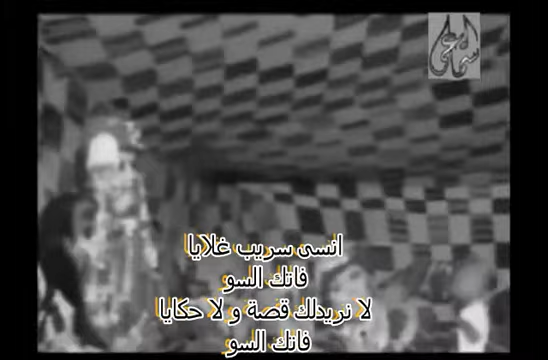 انسى سريب غلايا
فاتك السو
لا نريدلك قصة و لا حكايا
فاتك السو